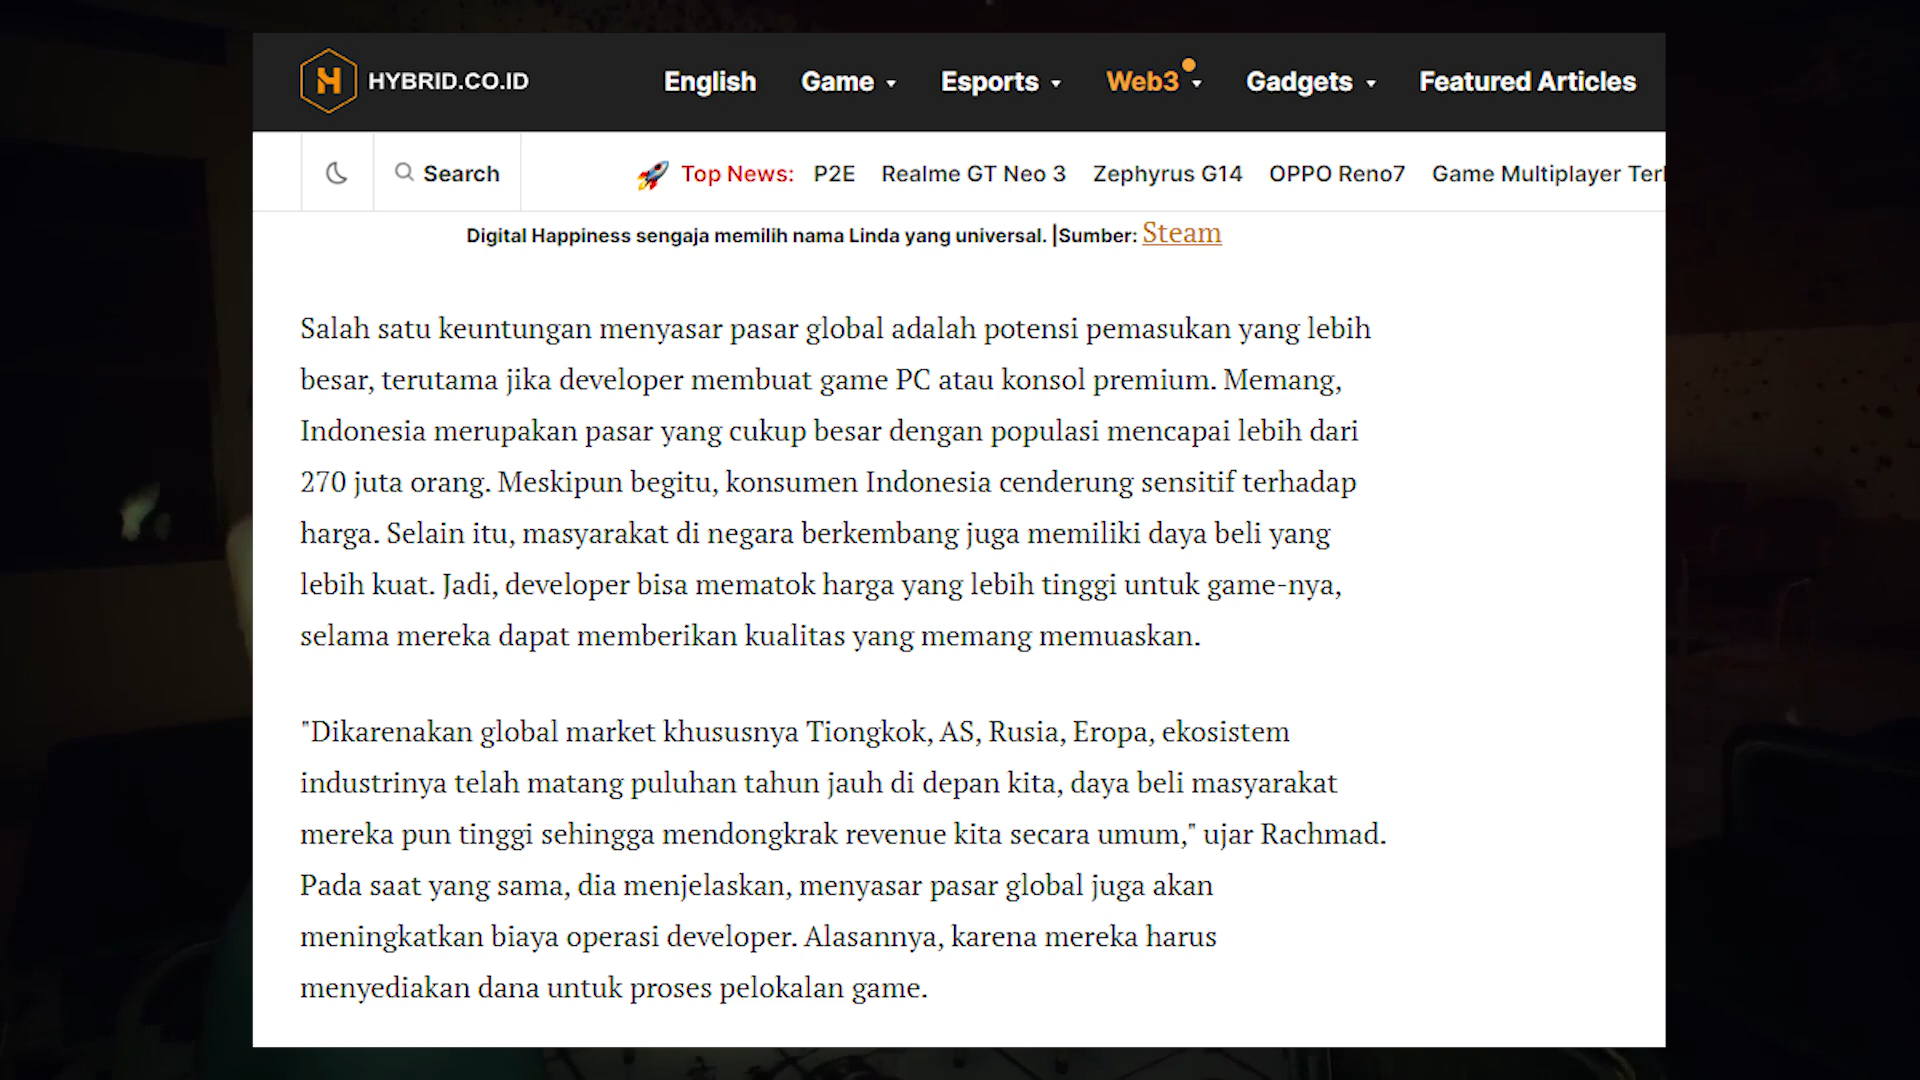 HYBRID.CO.ID English Game Esports Web3 Gadgets Featured Articles
Search Top News: P2E Realme GT Neo 3 Zephyrus G14 OPPO Reno7 Game Multiplayer
Digital Happiness sengaja memilih nama Linda yang universal. |Sumber: Steam
Salah satu keuntungan menyasar pasar global adalah potensi pemasukan yang lebih
besar, terutama jika developer membuat game PC atau konsol premium. Memang,
Indonesia merupakan pasar yang cukup besar dengan populasi mencapai lebih dari
270 juta orang. Meskipun begitu, konsumen Indonesia cenderung sensitif terhadap
harga. Selain itu, masyarakat di negara berkembang juga memiliki daya beli yang
lebih kuat. Jadi, developer bisa mematok harga yang lebih tinggi untuk game-nya,
selama mereka dapat memberikan kualitas yang memang memuaskan.
"Dikarenakan global market khususnya Tiongkok, AS, Rusia, Eropa, ekosistem
industrinya telah matang puluhan tahun jauh di depan kita, daya beli masyarakat
mereka pun tinggi sehingga mendongkrak revenue kita secara umum," ujar Rachmad.
Pada saat yang sama, dia menjelaskan, menyasar pasar global juga akan
meningkatkan biaya operasi developer. Alasannya, karena mereka harus
menyediakan dana untuk proses pelokalan game.